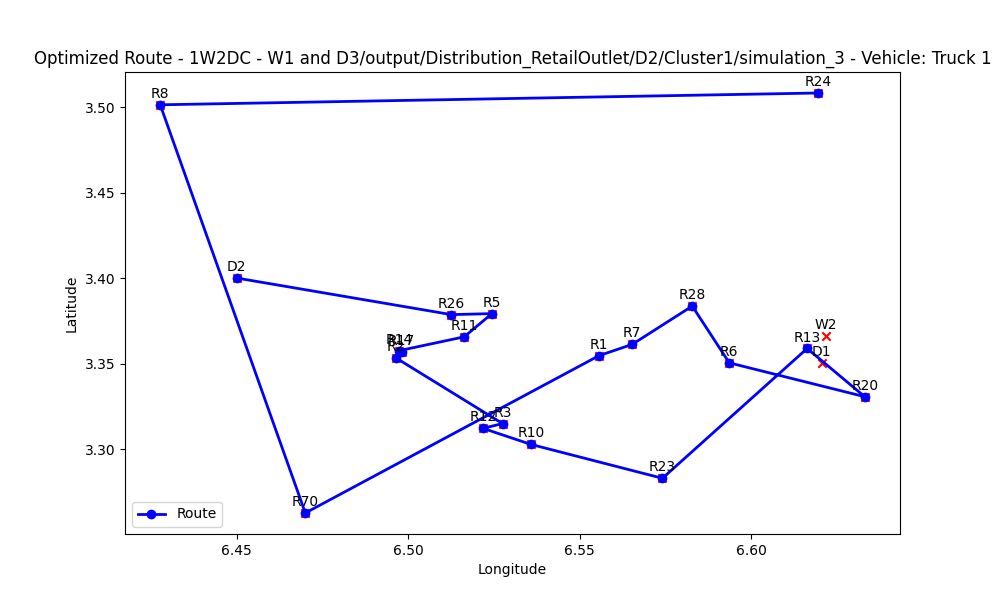 Optimized Route - 1W2DC - W1 and D3/output/Distribution_RetailOutlet/D2/Cluster1/simulation_3 - Vehicle: Truck 1
R8
R24
3.50
3.45
D2
3.40
R26
R5
R28
R11
W2
R7
R13
R1
R6
D1
3.35
R20
R3
R12
R10
3.30
R23
R70
Route
6.45
6.50
6.55
6.60
Latitude
Longitude